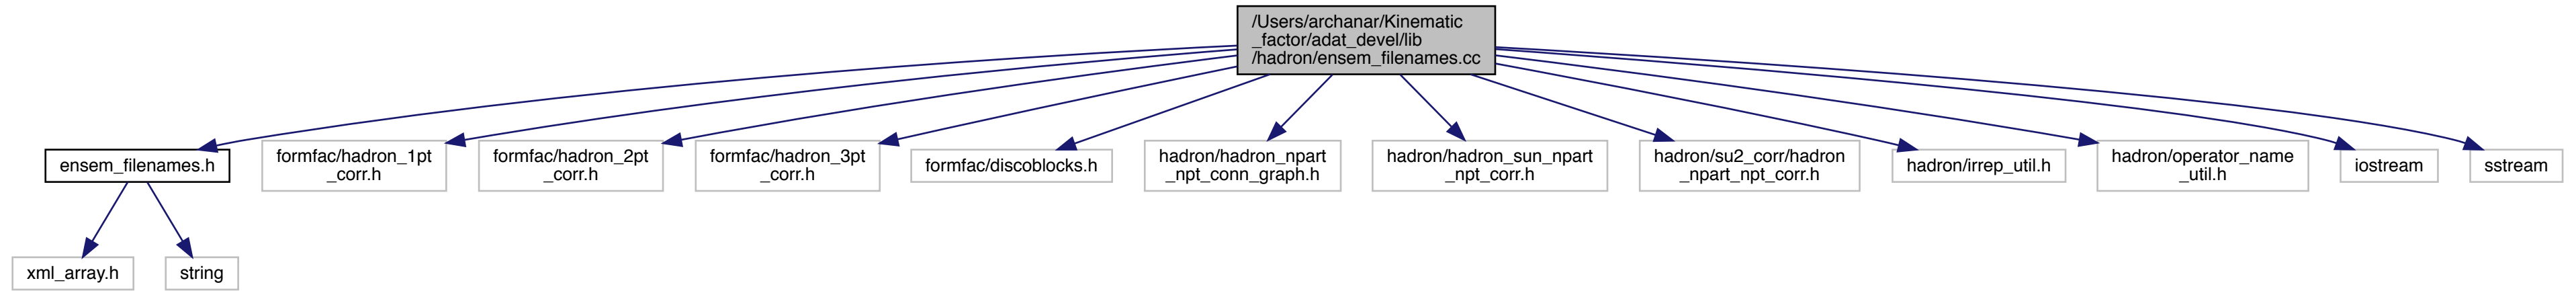 /Users/archanar/Kinematic
_factor/adat_devel/lib
/hadron/ensem_filenames.cc
ensem_filenames.h
formfac/hadron_1pt
_corr.h
formfac/hadron_2pt
_corr.h
formfac/hadron_3pt
_corr.h
formfac/discoblocks.h
hadron/hadron_npart
_npt_conn_graph.h
hadron/hadron_sun_npart
_npt_corr.h
hadron/su2_corr/hadron
_npart_npt_corr.h
hadron/irrep_util.h
hadron/operator_name
_util.h
iostream
sstream
xml_array.h
string